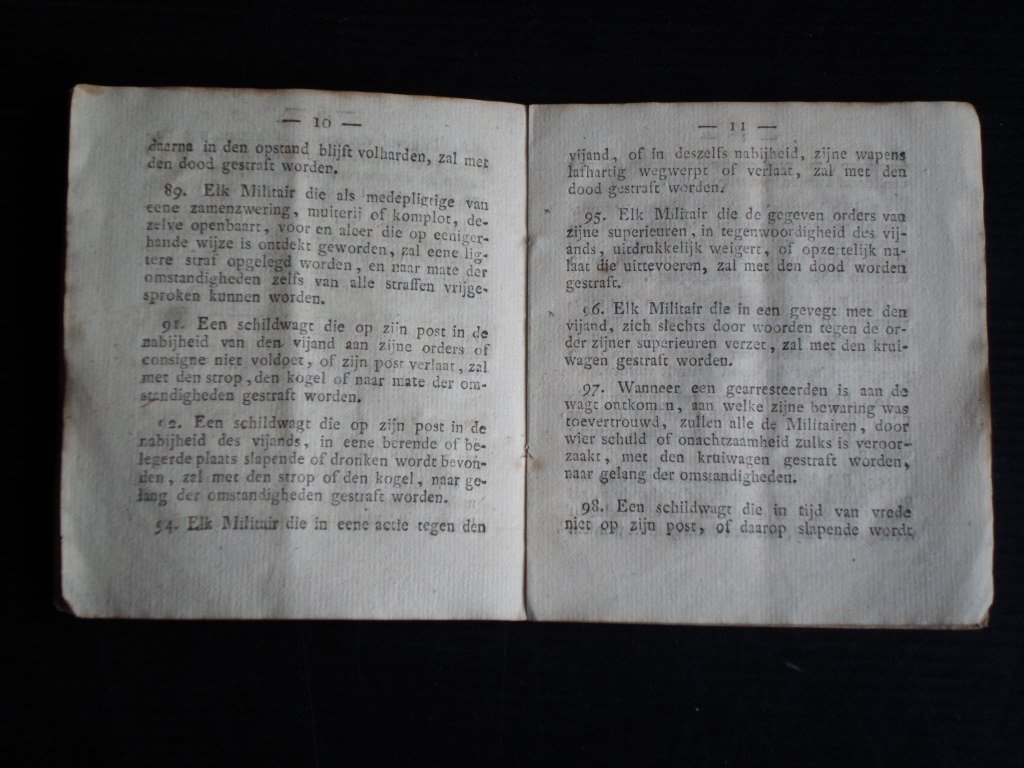 — 10 —
daarna in den opstand blijft volharden, zal met
den dood gestraft worden.
89. Elk Militair die als medepligtige van
eene zamenzwering, muiterij of komplot, de-
zelve openbaart, voor en aleer die op eeniger-
hande wijze is ontdekt geworden, zal eene lig-
tere straf opgelegd worden, en naar mate der
omstandigheden zelfs van alle straffen vrijge-
sproken kunnen worden.
91. Een schildwagt die op zijn post in de
nabijheid van den vijand aan zijne orders of
consigne niet voldoet, of zijn post verlaat, zal
met den strop, den kogel of naar mate der om-
standigheden gestraft worden.
92. Een schildwagt die op zijn post in de
nabijheid des vijands, in eene berende of be-
legerde plaats slapende of dronken wordt bevon-
den, zal met den strop of den kogel, naar ge-
lang der omstandigheden gestraft worden.
94. Elk Militair die in eene actie tegen den
— 11 —
vijand, of in deszelfs nabijheid, zijne wapens
lafhartig wegwerpt of verlaat, zal met den
dood gestraft worden.
95. Elk Militair die de gegeven orders van
zijne superieuren, in tegenwoordigheid des vij-
ands, uitdrukkelijk weigert, of opzettelijk na-
laat die uittevoeren, zal met den dood worden
gestraft.
96. Elk Militair die in een gevegt met den
vijand, zich slechts door woorden tegen de or-
der zijner superieuren verzet, zal met den krui-
wagen gestraft worden.
97. Wanneer een gearresteerden is aan de
wagt ontkomen, aan welke zijne bewaring was
toevertrouwd, zullen alle de Militairen, door
wier schuld of onachtzaamheid zulks is veroor-
zaakt, met den kruiwagen gestraft worden,
naar gelang der omstandigheden.
98. Een schildwagt die in tijd van vrede
niet op zijn post, of daarop slapende wordt